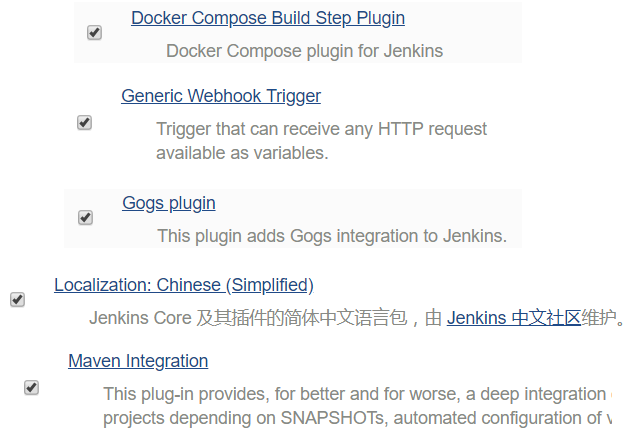 Docker Compose Build Step Plugin
Docker Compose plugin for Jenkins
Generic Webhook Trigger
Trigger that can receive any HTTP request
available as variables.
Gogs plugin
This plugin adds Gogs integration to Jenkins.
Localization: Chinese (Simplified)
Jenkins Core 及其插件的简体中文语言包，由 Jenkins 中文社区维护。
Maven Integration
This plug-in provides, for better and for worse, a deep integration
projects depending on SNAPSHOTs, automated configuration of